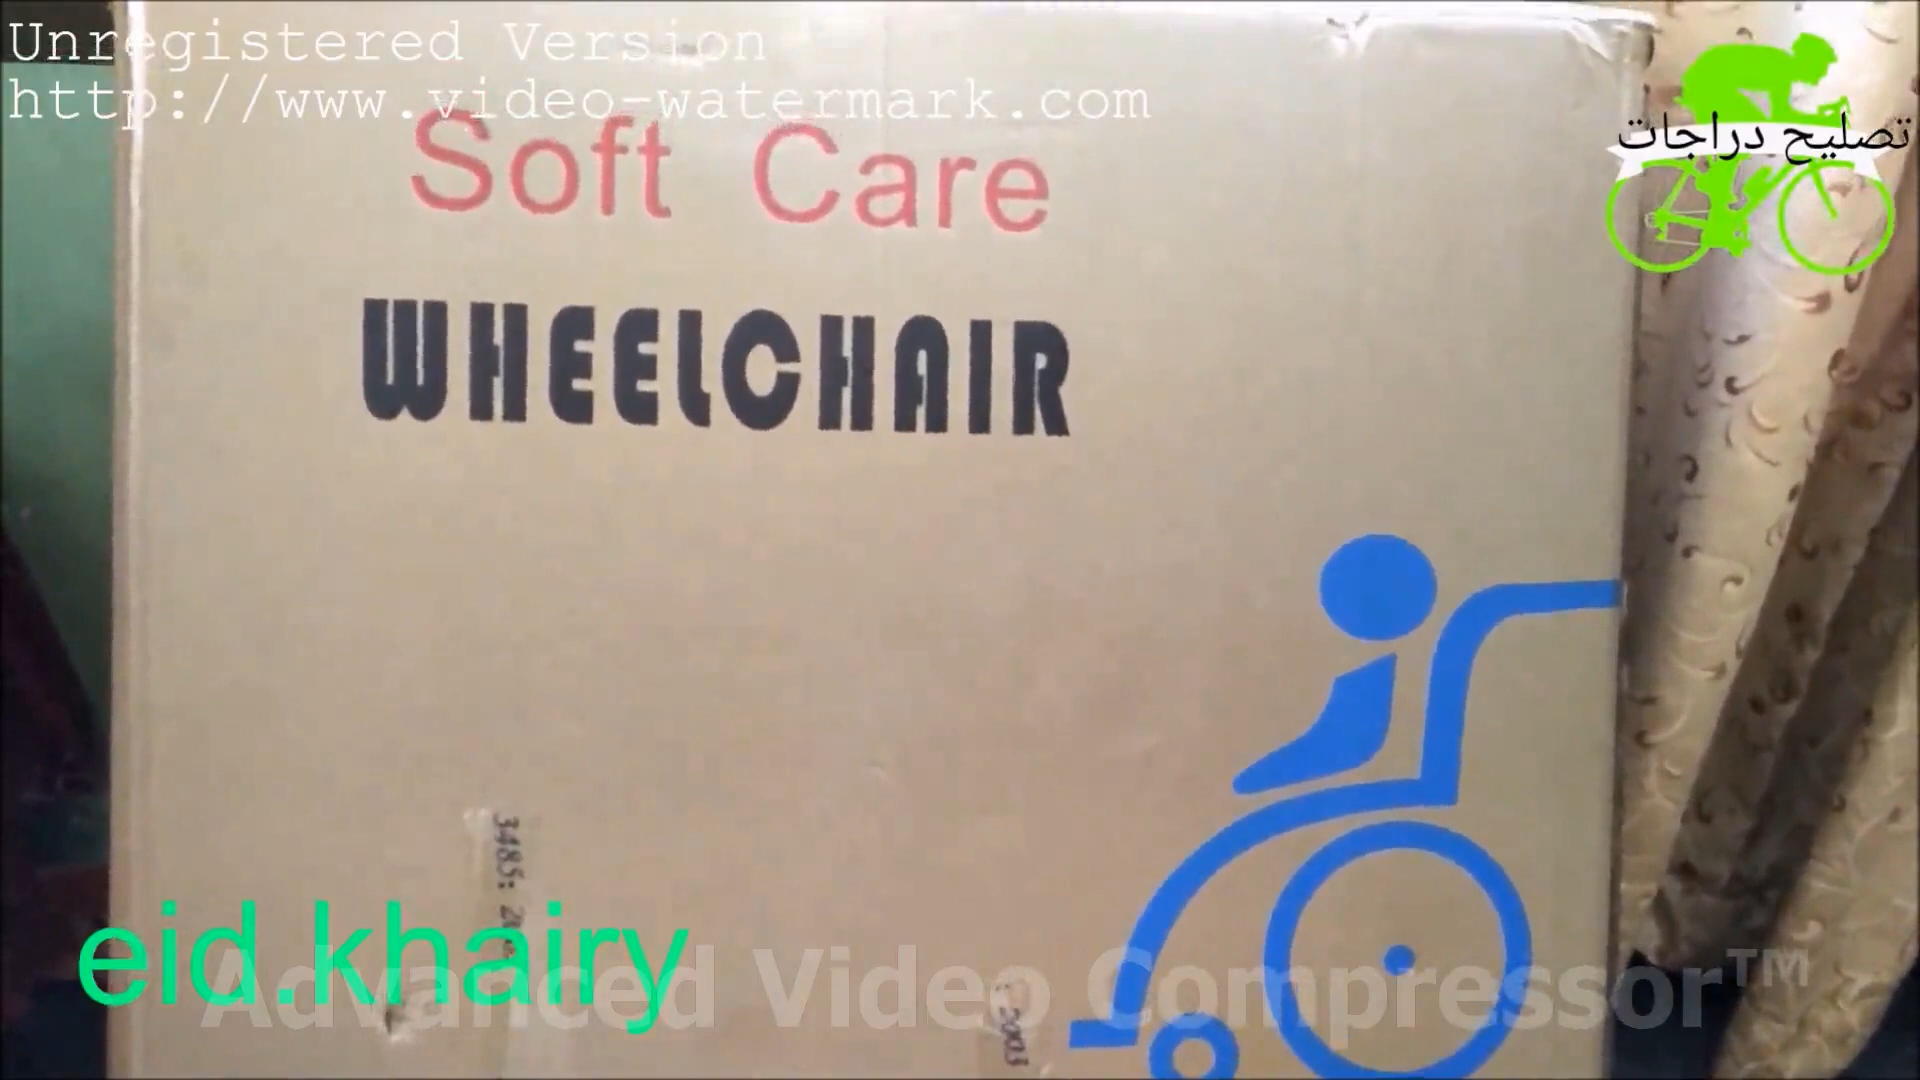 Unregistered Version
http://www.video-watermark.com
تصليح دراجات
Soft Care
WHEELCHAIR
eid.khairy
Advanced Video Compressor™